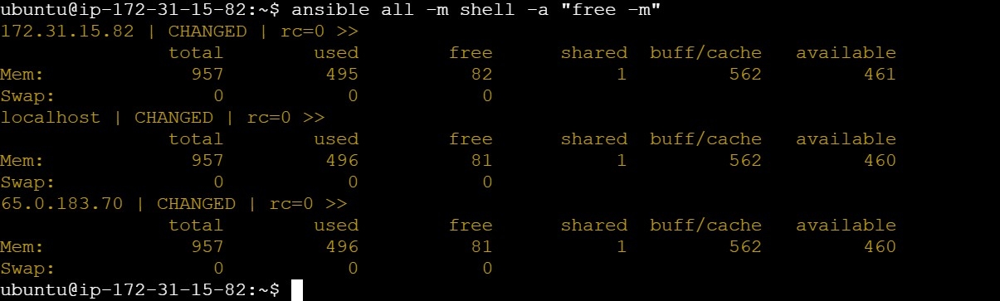 ubuntu@ip-172-31-15-82:~$ ansible all -m shell -a "free -m"
172.31.15.82 | CHANGED | rc=0 >>
total used free shared buff/cache available
Mem: 957 495 82 1 562 461
Swap: 0 0 0
localhost | CHANGED | rc=0 >>
total used free shared buff/cache available
Mem: 957 496 81 1 562 460
Swap: 0 0 0
65.0.183.70 | CHANGED | rc=0 >>
total used free shared buff/cache available
Mem: 957 496 81 1 562 460
Swap: 0 0 0
ubuntu@ip-172-31-15-82:~$